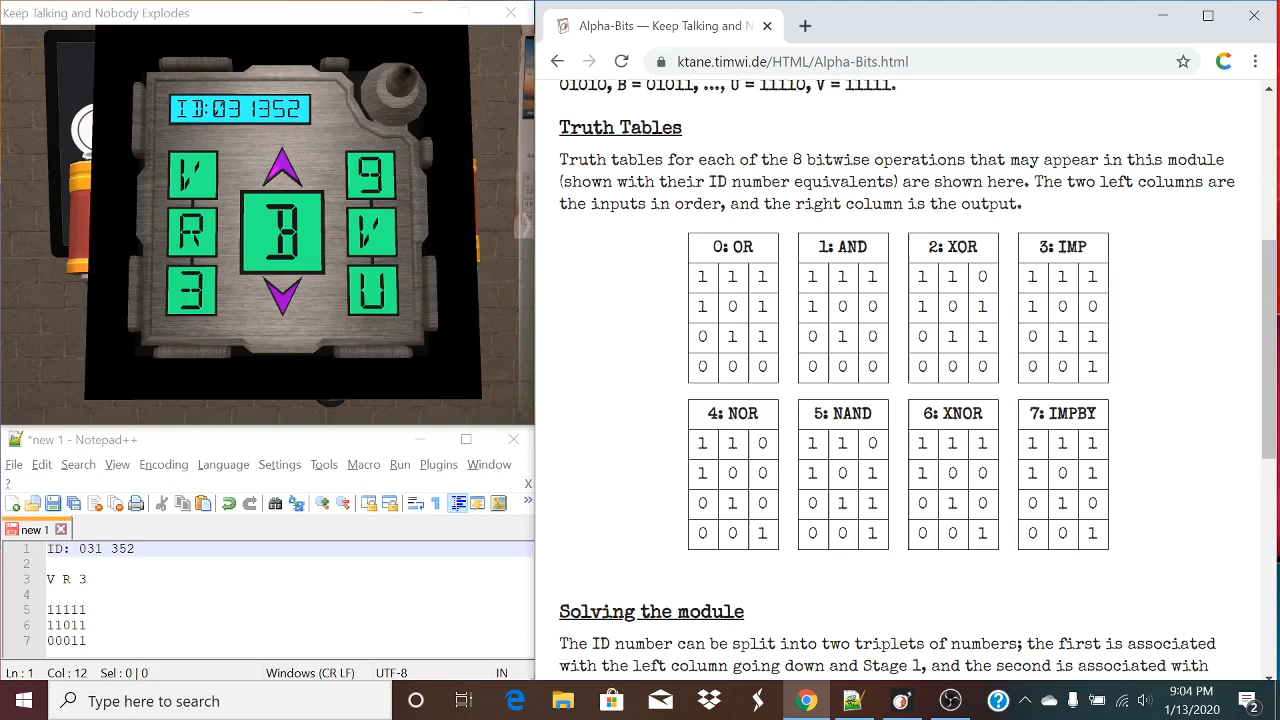 Keep Talking and Nobody Explodes
ID:031352
V
9
R
B
V
3
U
*new 1 - Notepad++
File Edit Search View Encoding Language Settings Tools Macro Run Plugins Window
?
X
new 1
1 ID: 031 352
2
3 V R 3
4
5 11111
6 11011
7 00011
Ln : 1 Col : 12 Sel : 0 | 0 Windows (CR LF) UTF-8 IN
Alpha-Bits — Keep Talking and N
ktane.timwi.de/HTML/Alpha-Bits.html
01010, B = 01011, ..., U = 11110, V = 11111.
Truth Tables
Truth tables for each of the 8 bitwise operations that may appear in this module
(shown with their ID number equivalents) are shown here. The two left columns are
the inputs in order, and the right column is the output.
0: OR 1: AND 2: XOR 3: IMP
1 1 1 1 1 1 1 1 0 1 1 1
1 0 1 1 0 0 1 0 1 1 0 0
0 1 1 0 1 0 0 1 1 0 1 1
0 0 0 0 0 0 0 0 0 0 0 1
4: NOR 5: NAND 6: XNOR 7: IMPBY
1 1 0 1 1 0 1 1 1 1 1 1
1 0 0 1 0 1 1 0 0 1 0 1
0 1 0 0 1 1 0 1 0 0 1 0
0 0 1 0 0 1 0 0 1 0 0 1
Solving the module
The ID number can be split into two triplets of numbers; the first is associated
with the left column going down and Stage 1, and the second is associated with
Type here to search
9:04 PM
1/13/2020
2